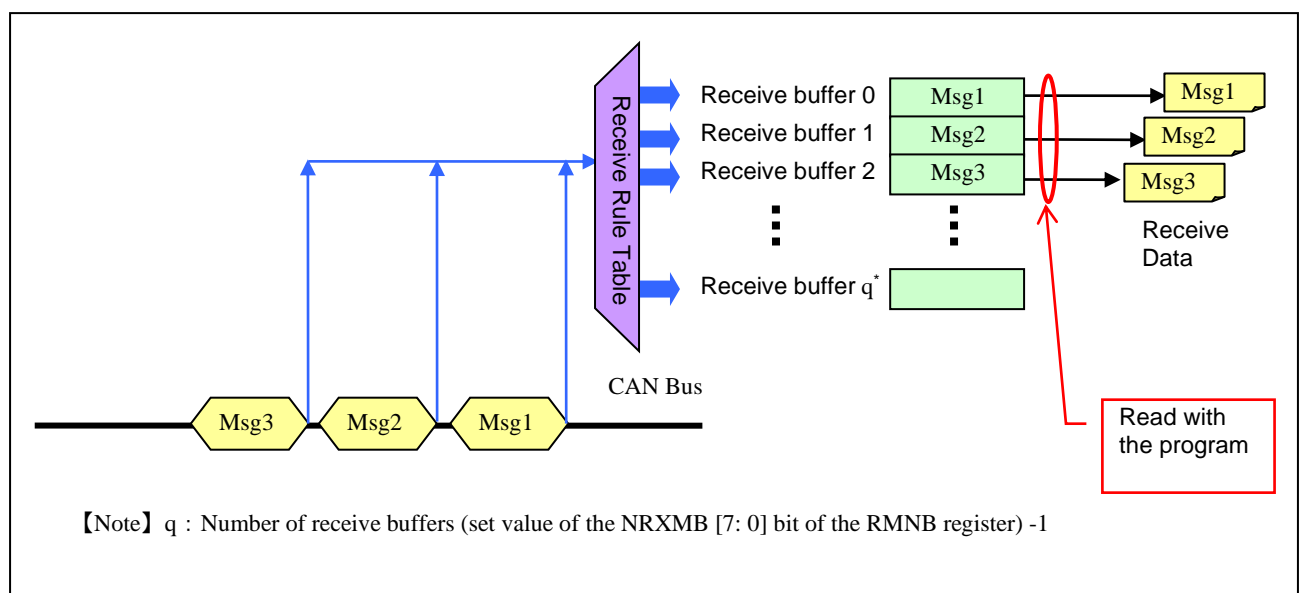 Receive Rule Table
Receive buffer 0
Msg1
Msg1
Receive buffer 1
Msg2
Msg2
Receive buffer 2
Msg3
Msg3
Receive
Data
Receive buffer q*
CAN Bus
Msg3
Msg2
Msg1
Read with
the program
【Note】q : Number of receive buffers (set value of the NRXMB [7: 0] bit of the RMNB register) -1